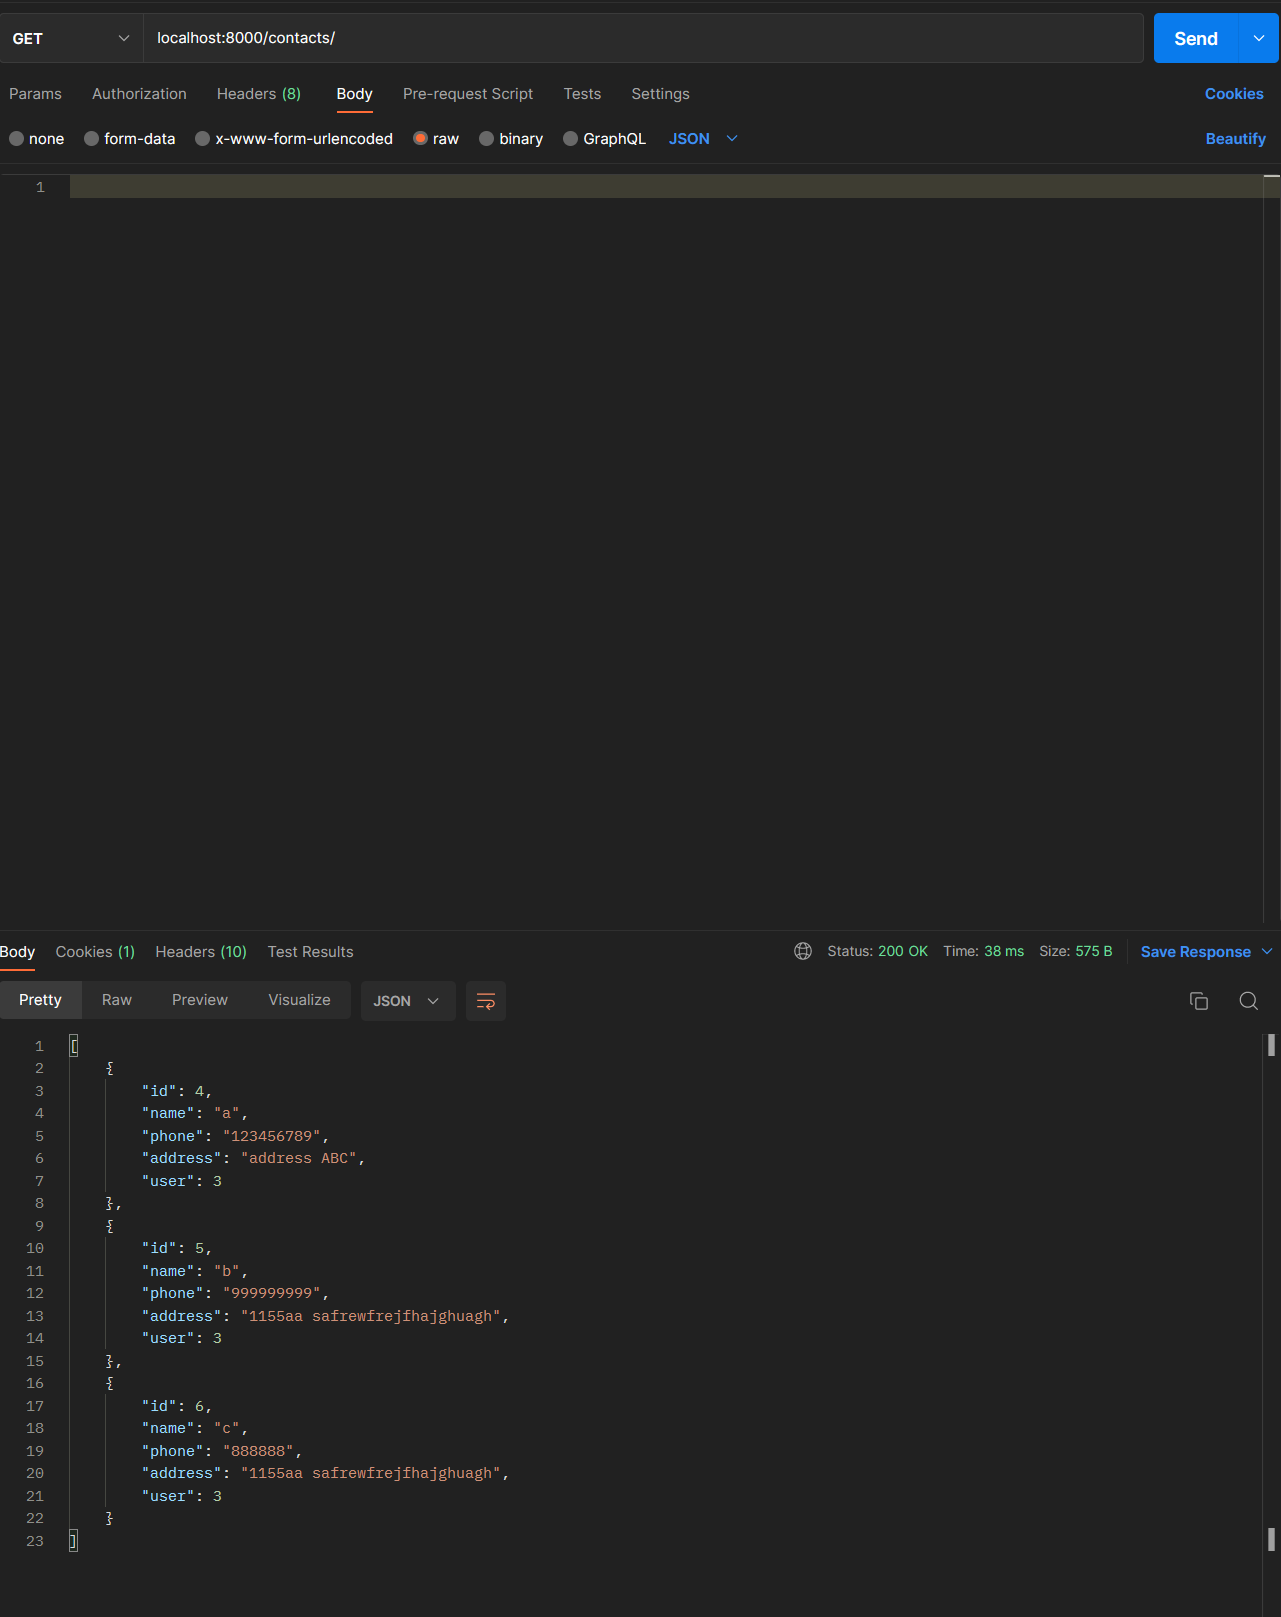 GET localhost:8000/contacts/ Send
Params Authorization Headers (8) Body Pre-request Script Tests Settings Cookies
none form-data x-www-form-urlencoded raw binary GraphQL JSON Beautify
1
Body Cookies (1) Headers (10) Test Results Status: 200 OK Time: 38 ms Size: 575 B Save Response
Pretty Raw Preview Visualize JSON
1 [
2 {
3 "id": 4,
4 "name": "a",
5 "phone": "123456789",
6 "address": "address ABC",
7 "user": 3
8 },
9 {
10 "id": 5,
11 "name": "b",
12 "phone": "999999999",
13 "address": "1155aa safrewfrejfhajghuagh",
14 "user": 3
15 },
16 {
17 "id": 6,
18 "name": "c",
19 "phone": "888888",
20 "address": "1155aa safrewfrejfhajghuagh",
21 "user": 3
22 }
23 ]